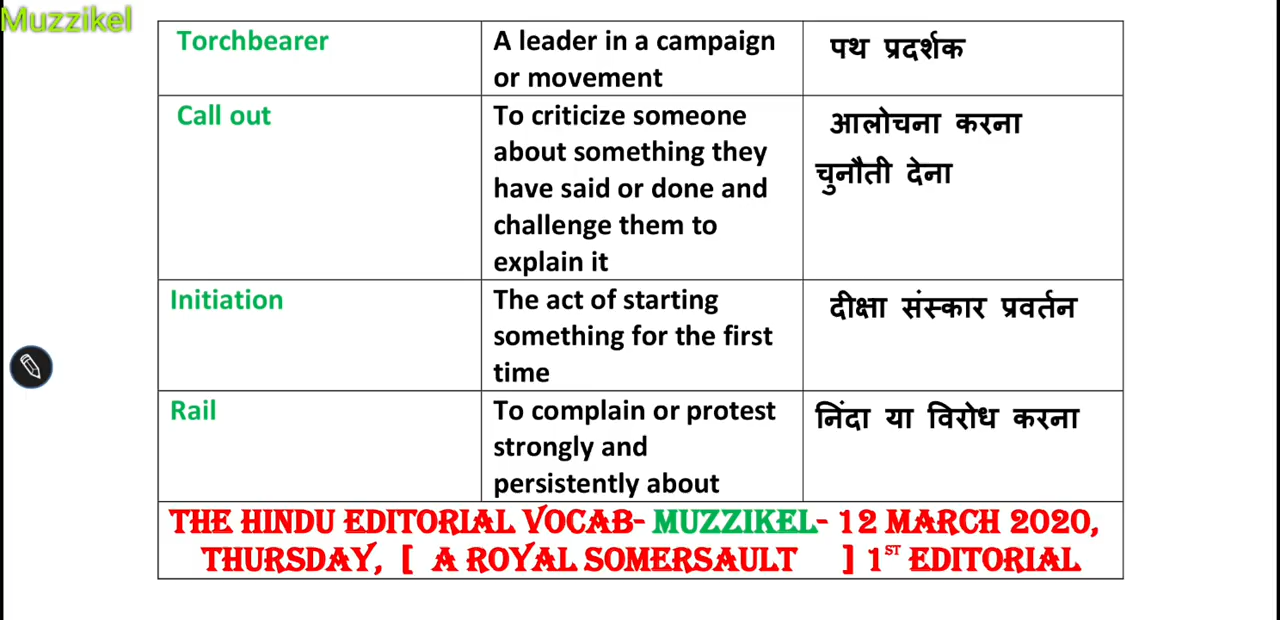 Muzzikel
Torchbearer
A leader in a campaign
or movement
पथ प्रदर्शक
Call out
To criticize someone
about something they
have said or done and
challenge them to
explain it
आलोचना करना
चुनौती देना
Initiation
The act of starting
something for the first
time
दीक्षा संस्कार प्रवर्तन
Rail
To complain or protest
strongly and
persistently about
निंदा या विरोध करना
THE HINDU EDITORIAL VOCAB- MUZZIKEL- 12 MARCH 2020,
THURSDAY, [ A ROYAL SOMERSAULT ] 1ST EDITORIAL